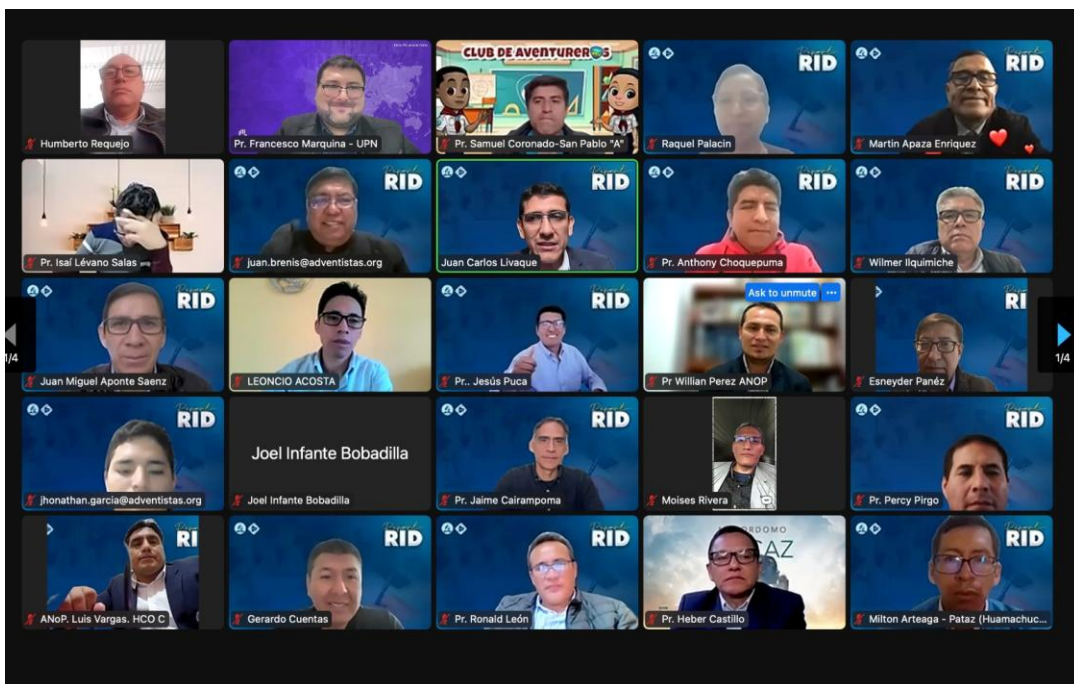 Humberto Requejo
Pr. Francesco Marquina - UPN
CLUB DE AVENTUREROS
Pr. Samuel Coronado-San Pablo "A"
RID
Raquel Palacin
RID
Martin Apaza Enriquez
Pr. Isaí Lévano Salas
RID
juan.brenis@adventistas.org
RID
Juan Carlos Livaque
RID
Pr. Anthony Choquepuma
RID
Wilmer Ilquimiche
RID
Juan Miguel Aponte Saenz
LEONCIO ACOSTA
RID
Pr.. Jesús Puca
Ask to unmute ...
Pr Willian Perez ANOP
RI
Esneyder Panéz
1/4
1/4
RID
jhonathan.garcia@adventistas.org
Joel Infante Bobadilla
Joel Infante Bobadilla
RID
Pr. Jaime Cairampoma
Moises Rivera
RID
Pr. Percy Pirgo
RI
ANoP. Luis Vargas. HCO C
RID
Gerardo Cuentas
RID
Pr. Ronald León
AZ
Pr. Heber Castillo
RID
Milton Arteaga - Pataz (Huamachuc...